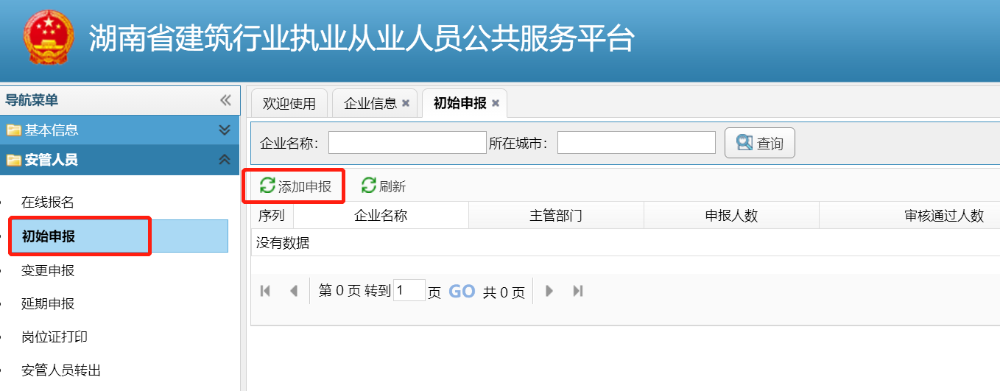 湖南省建筑行业执业从业人员公共服务平台
导航菜单
基本信息
安管人员
在线报名
初始申报
变更申报
延期申报
岗位证打印
安管人员转出
欢迎使用 企业信息 初始申报
企业名称: 所在城市: 查询
添加申报 刷新
序列 企业名称 主管部门 申报人数 审核通过人数
没有数据
第 0 页 转到 1 页 GO 共 0 页